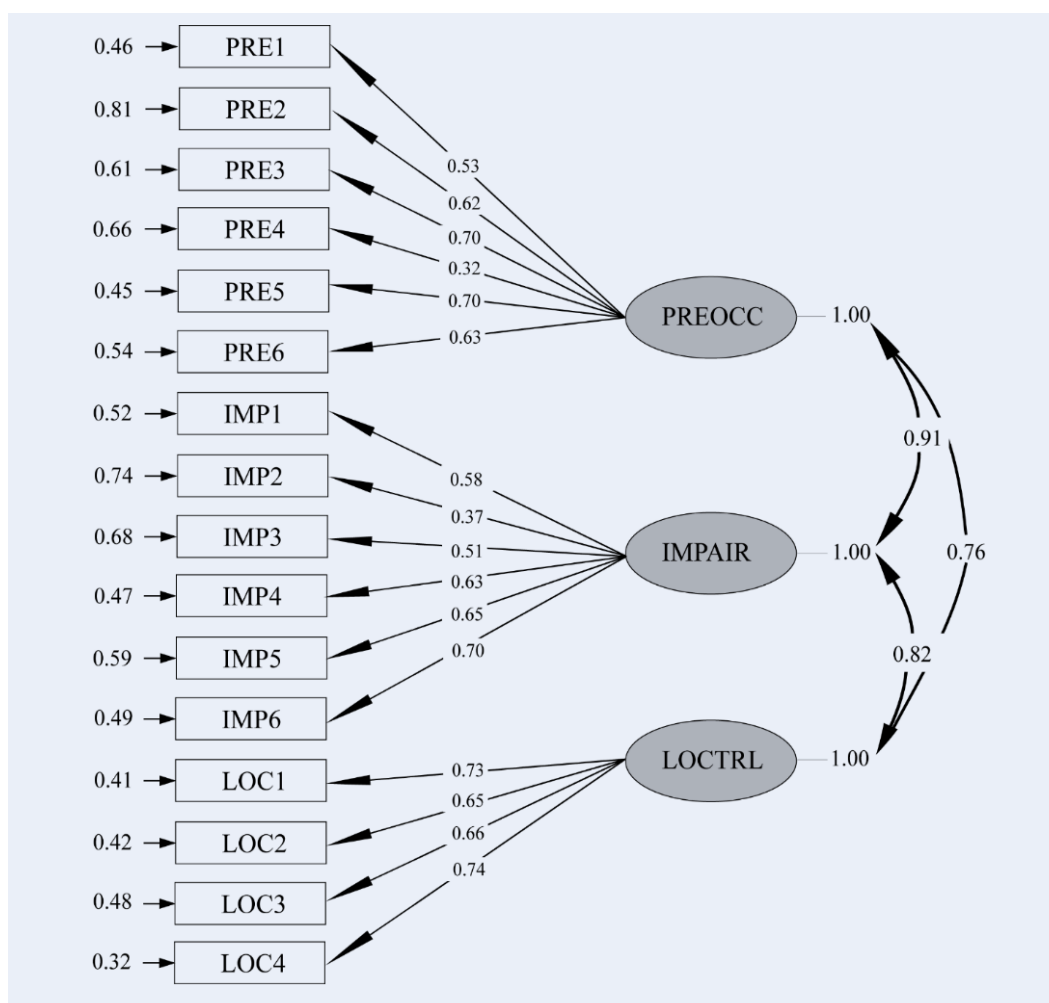 0.46 PRE1
0.81 PRE2
0.61 PRE3
0.66 PRE4
0.45 PRE5
0.54 PRE6
0.52 IMP1
0.74 IMP2
0.68 IMP3
0.47 IMP4
0.59 IMP5
0.49 IMP6
0.41 LOC1
0.42 LOC2
0.48 LOC3
0.32 LOC4
0.53
0.62
0.70
0.32
0.70
0.63
0.58
0.37
0.51
0.63
0.65
0.70
0.73
0.65
0.66
0.74
PREOCC 1.00
IMPAIR 1.00
LOCTRL 1.00
0.91
0.76
0.82